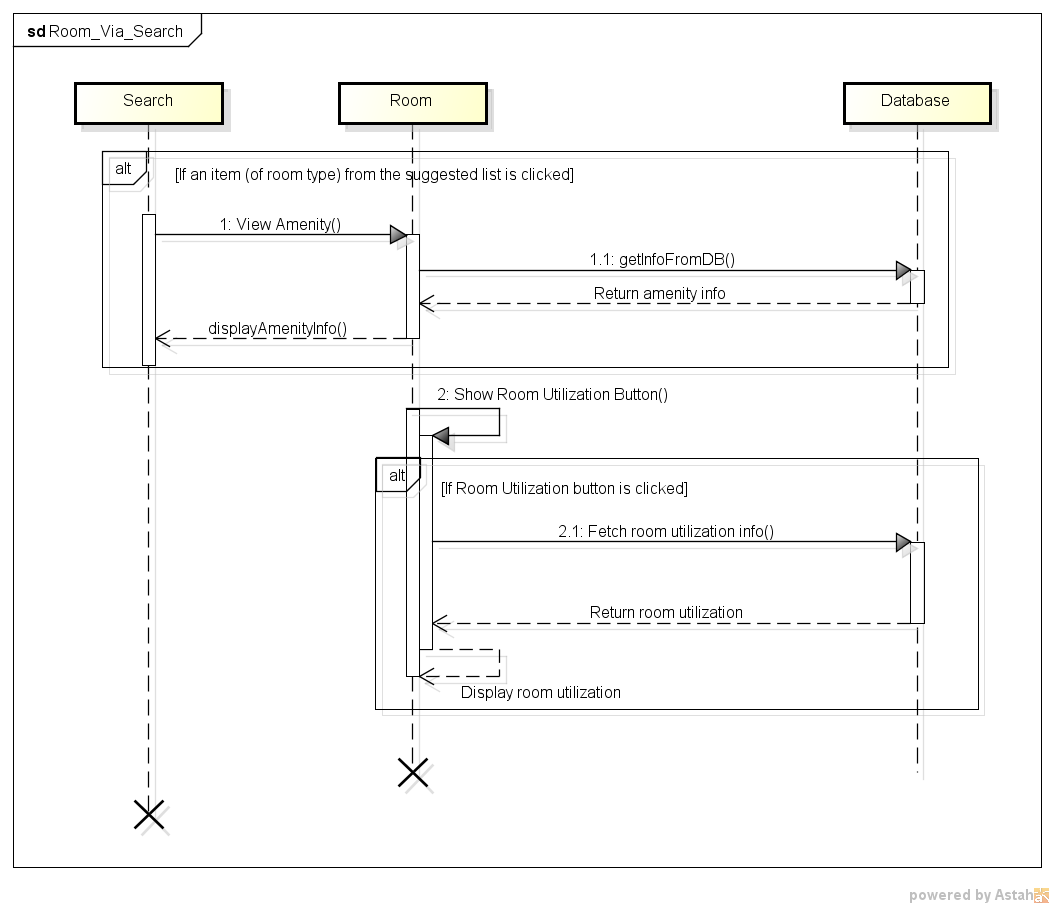 sd Room_Via_Search
Search
Room
Database
alt
[If an item (of room type) from the suggested list is clicked]
1: View Amenity()
1.1: getInfoFromDB()
Return amenity info
displayAmenityInfo()
2: Show Room Utilization Button()
alt
[If Room Utilization button is clicked]
2.1: Fetch room utilization info()
Return room utilization
Display room utilization
powered by Astah